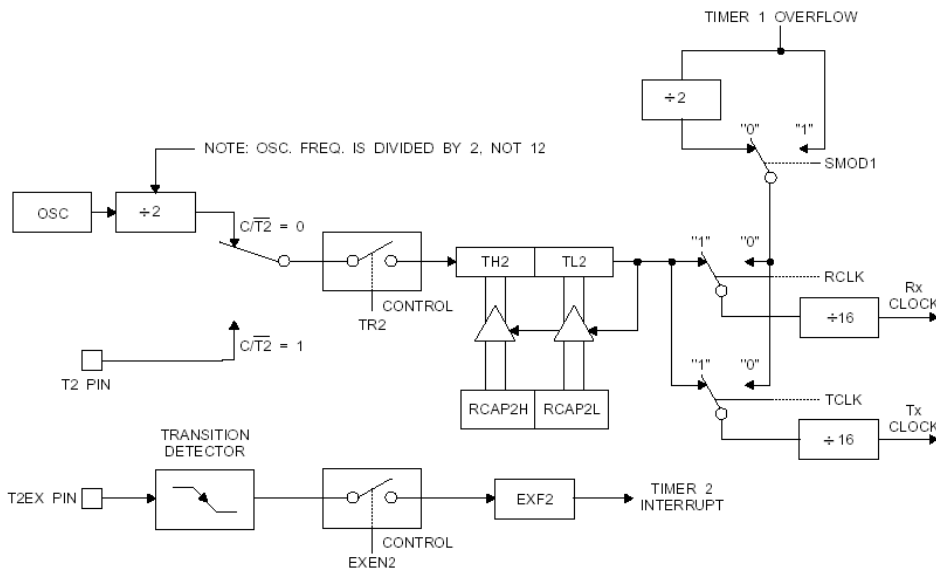 TIMER 1 OVERFLOW
÷2
"0"
"1"
NOTE: OSC. FREQ. IS DIVIDED BY 2, NOT 12
SMOD1
OSC
÷2
C/T2̅ = 0
TH2
TL2
"1"
"0"
CONTROL
TR2
RCLK
Rx
CLOCK
÷16
C/T2̅ = 1
T2 PIN
"1"
"0"
RCAP2H
RCAP2L
TCLK
Tx
CLOCK
÷16
TRANSITION
DETECTOR
T2EX PIN
EXF2
TIMER 2
INTERRUPT
CONTROL
EXEN2